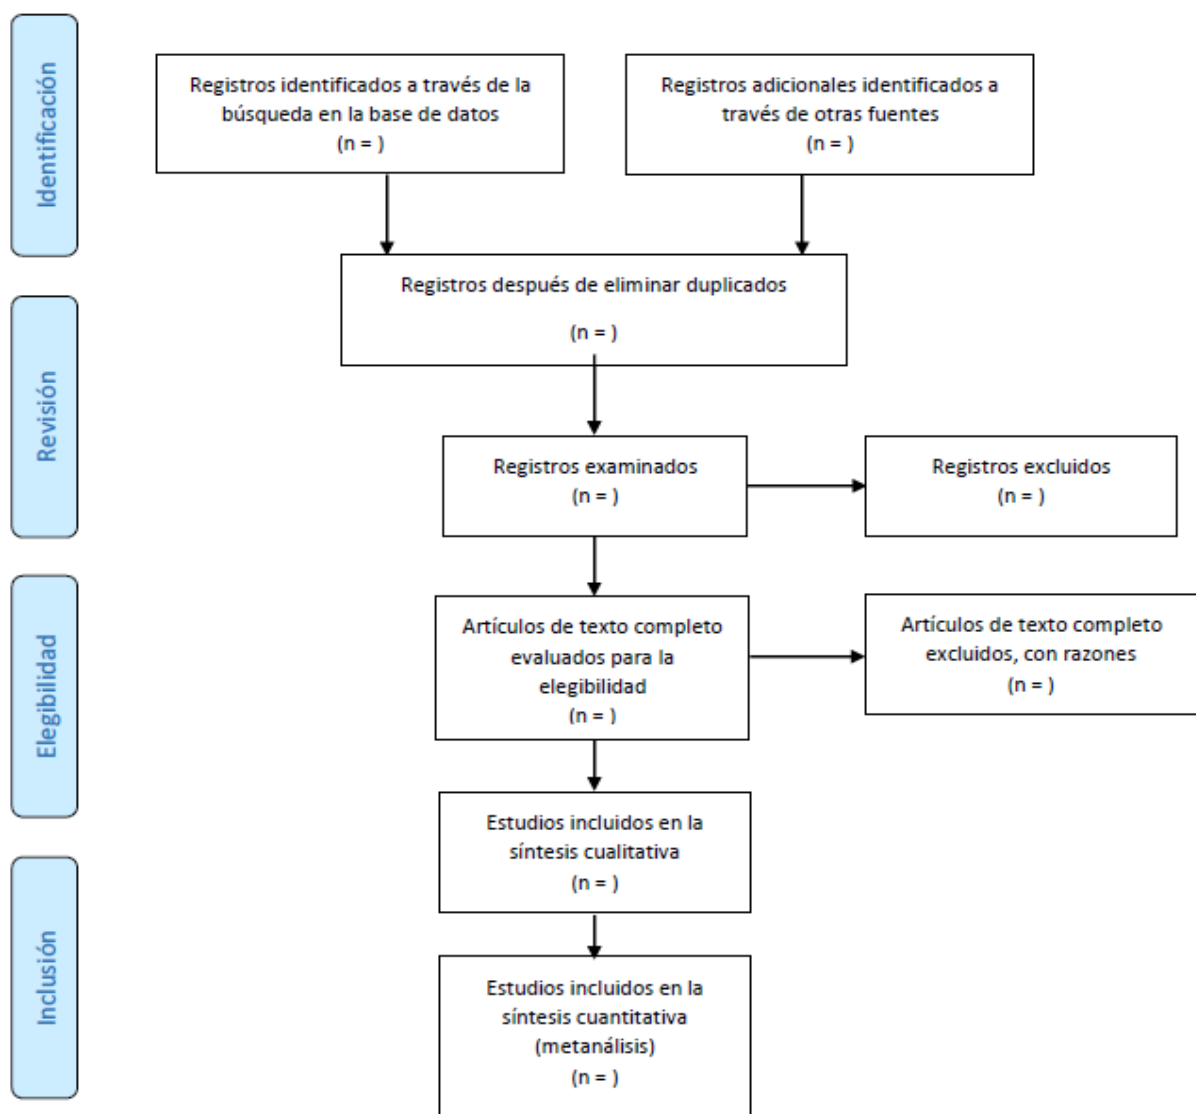 Identificación
Registros identificados a través de la
búsqueda en la base de datos
(n = )
Registros adicionales identificados a
través de otras fuentes
(n = )
Registros después de eliminar duplicados
(n = )
Revisión
Registros examinados
(n = )
Registros excluidos
(n = )
Elegibilidad
Artículos de texto completo
evaluados para la
elegibilidad
(n = )
Artículos de texto completo
excluidos, con razones
(n = )
Estudios incluidos en la
síntesis cualitativa
(n = )
Inclusión
Estudios incluidos en la
síntesis cuantitativa
(metanálisis)
(n = )